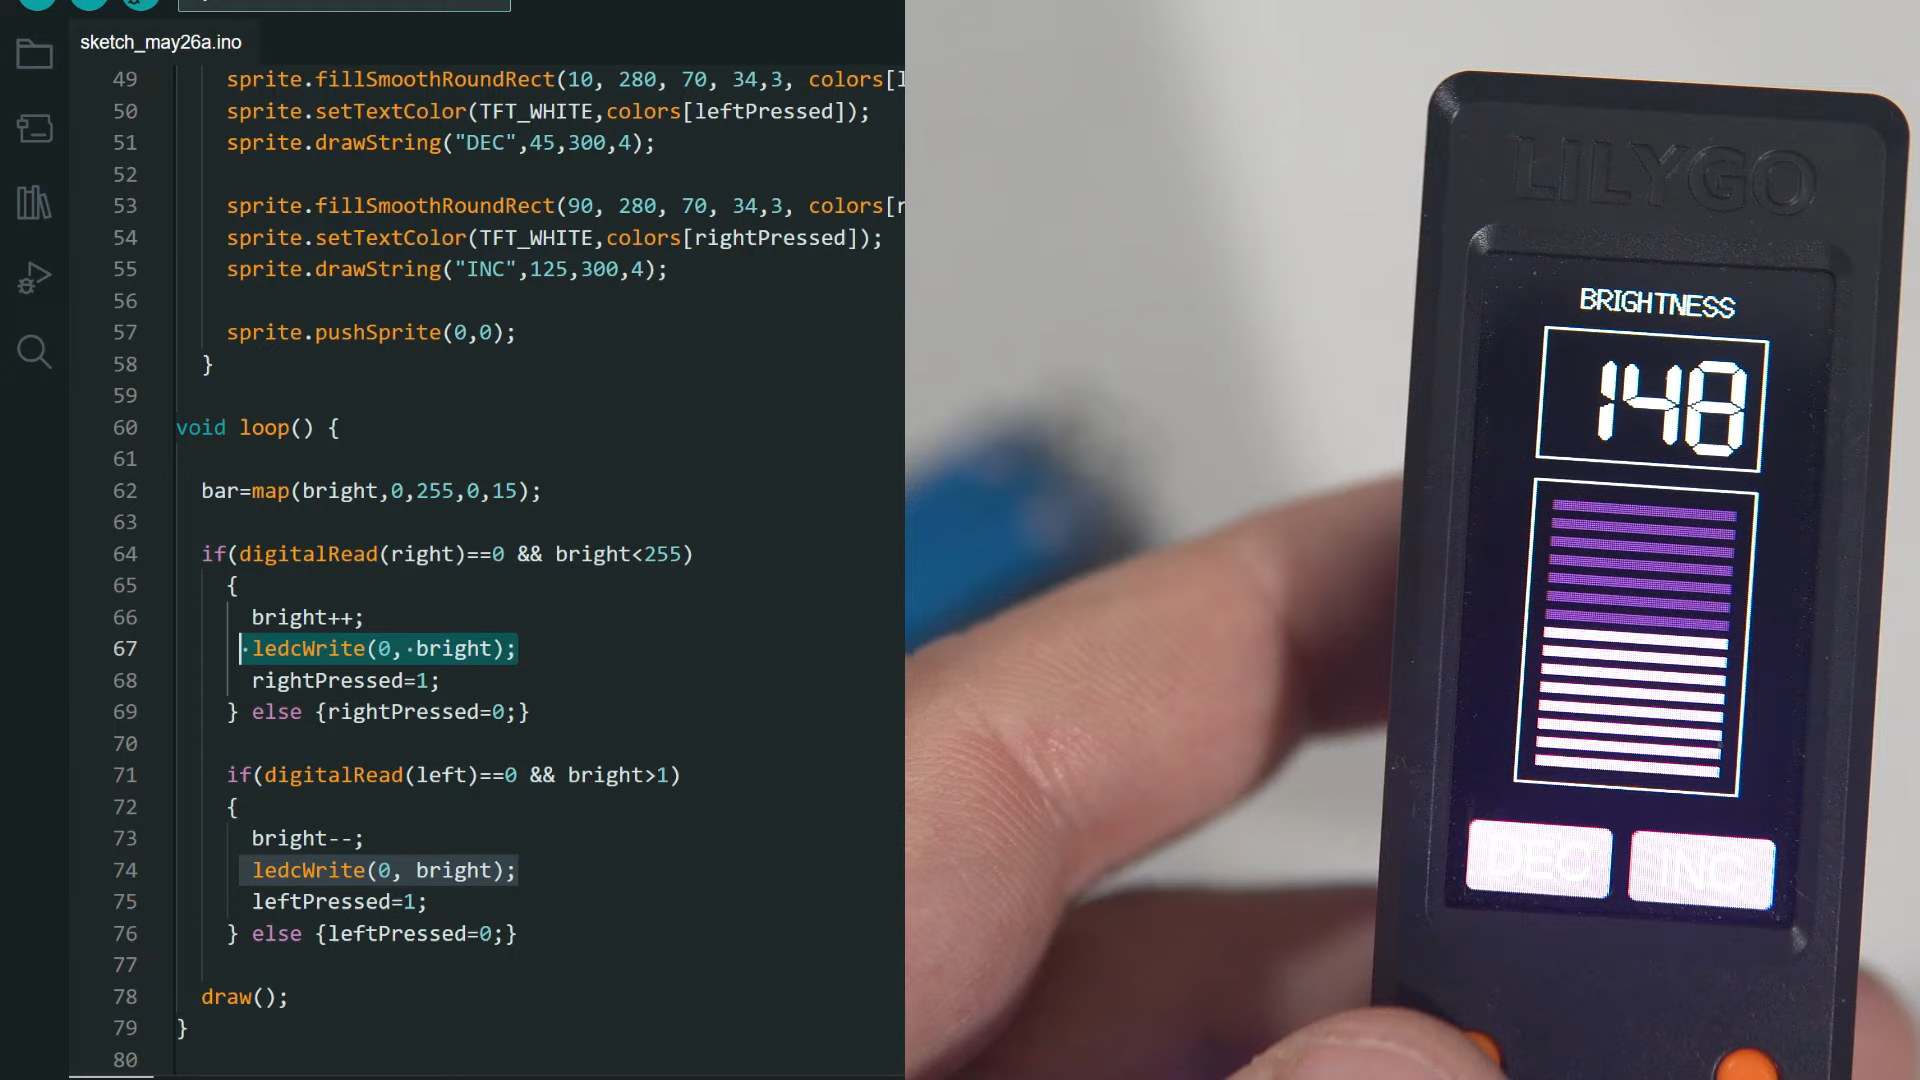 sketch_may26a.ino
49 sprite.fillSmoothRoundRect(10, 280, 70, 34,3, colors[l
50 sprite.setTextColor(TFT_WHITE,colors[leftPressed]);
51 sprite.drawString("DEC",45,300,4);
52
53 sprite.fillSmoothRoundRect(90, 280, 70, 34,3, colors[r
54 sprite.setTextColor(TFT_WHITE,colors[rightPressed]);
55 sprite.drawString("INC",125,300,4);
56
57 sprite.pushSprite(0,0);
58 }
59
60 void loop() {
61
62 bar=map(bright,0,255,0,15);
63
64 if(digitalRead(right)==0 && bright<255)
65 {
66 bright++;
67 ledcWrite(0, bright);
68 rightPressed=1;
69 } else {rightPressed=0;}
70
71 if(digitalRead(left)==0 && bright>1)
72 {
73 bright--;
74 ledcWrite(0, bright);
75 leftPressed=1;
76 } else {leftPressed=0;}
77
78 draw();
79 }
80
LILYGO
BRIGHTNESS
148
DEC INC